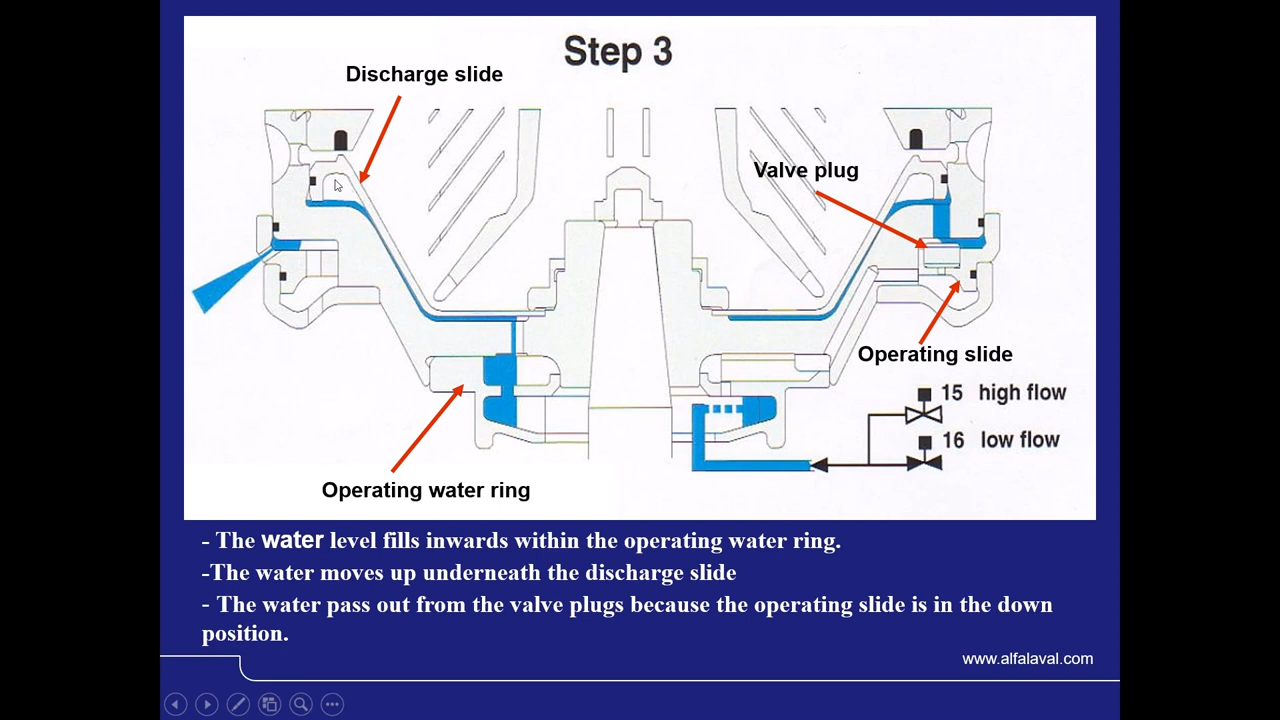 Step 3
Discharge slide
Valve plug
Operating slide
15 high flow
16 low flow
Operating water ring
- The water level fills inwards within the operating water ring.
-The water moves up underneath the discharge slide
- The water pass out from the valve plugs because the operating slide is in the down
position.
www.alfalaval.com